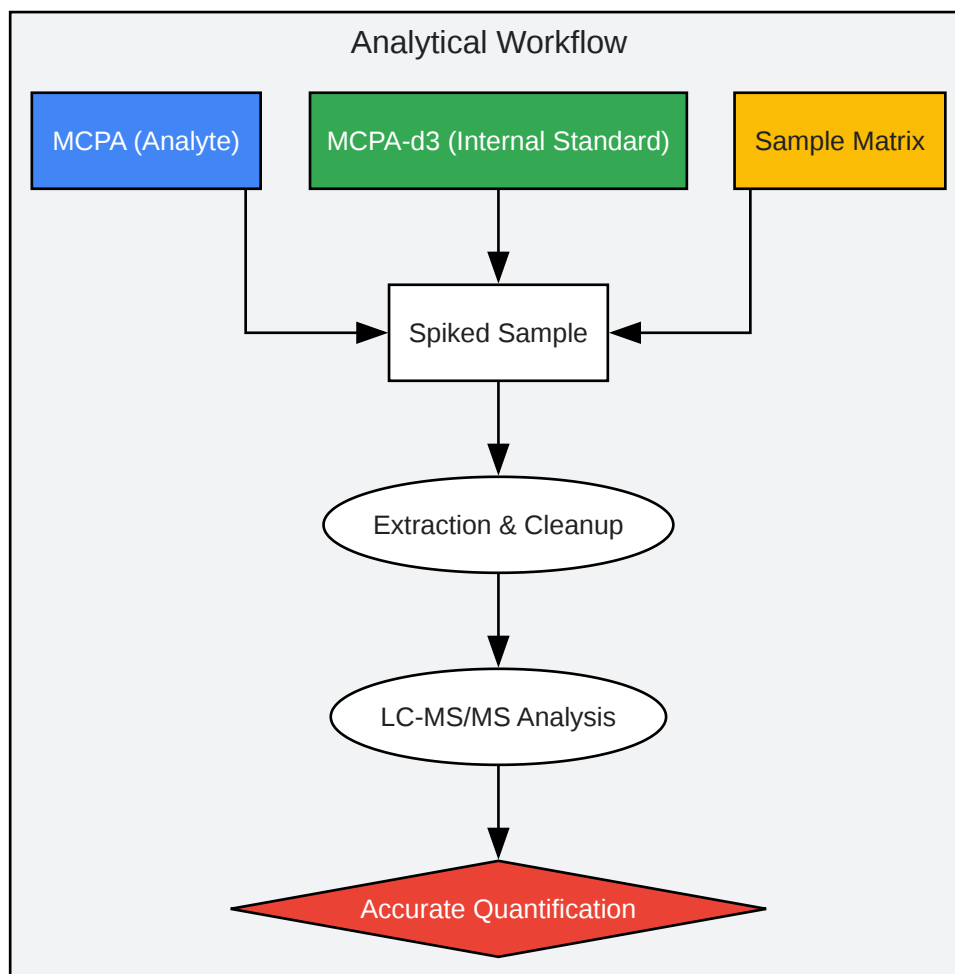 Analytical Workflow
MCPA (Analyte)
MCPA-d3 (Internal Standard)
Sample Matrix
Spiked Sample
Extraction & Cleanup
LC-MS/MS Analysis
Accurate Quantification